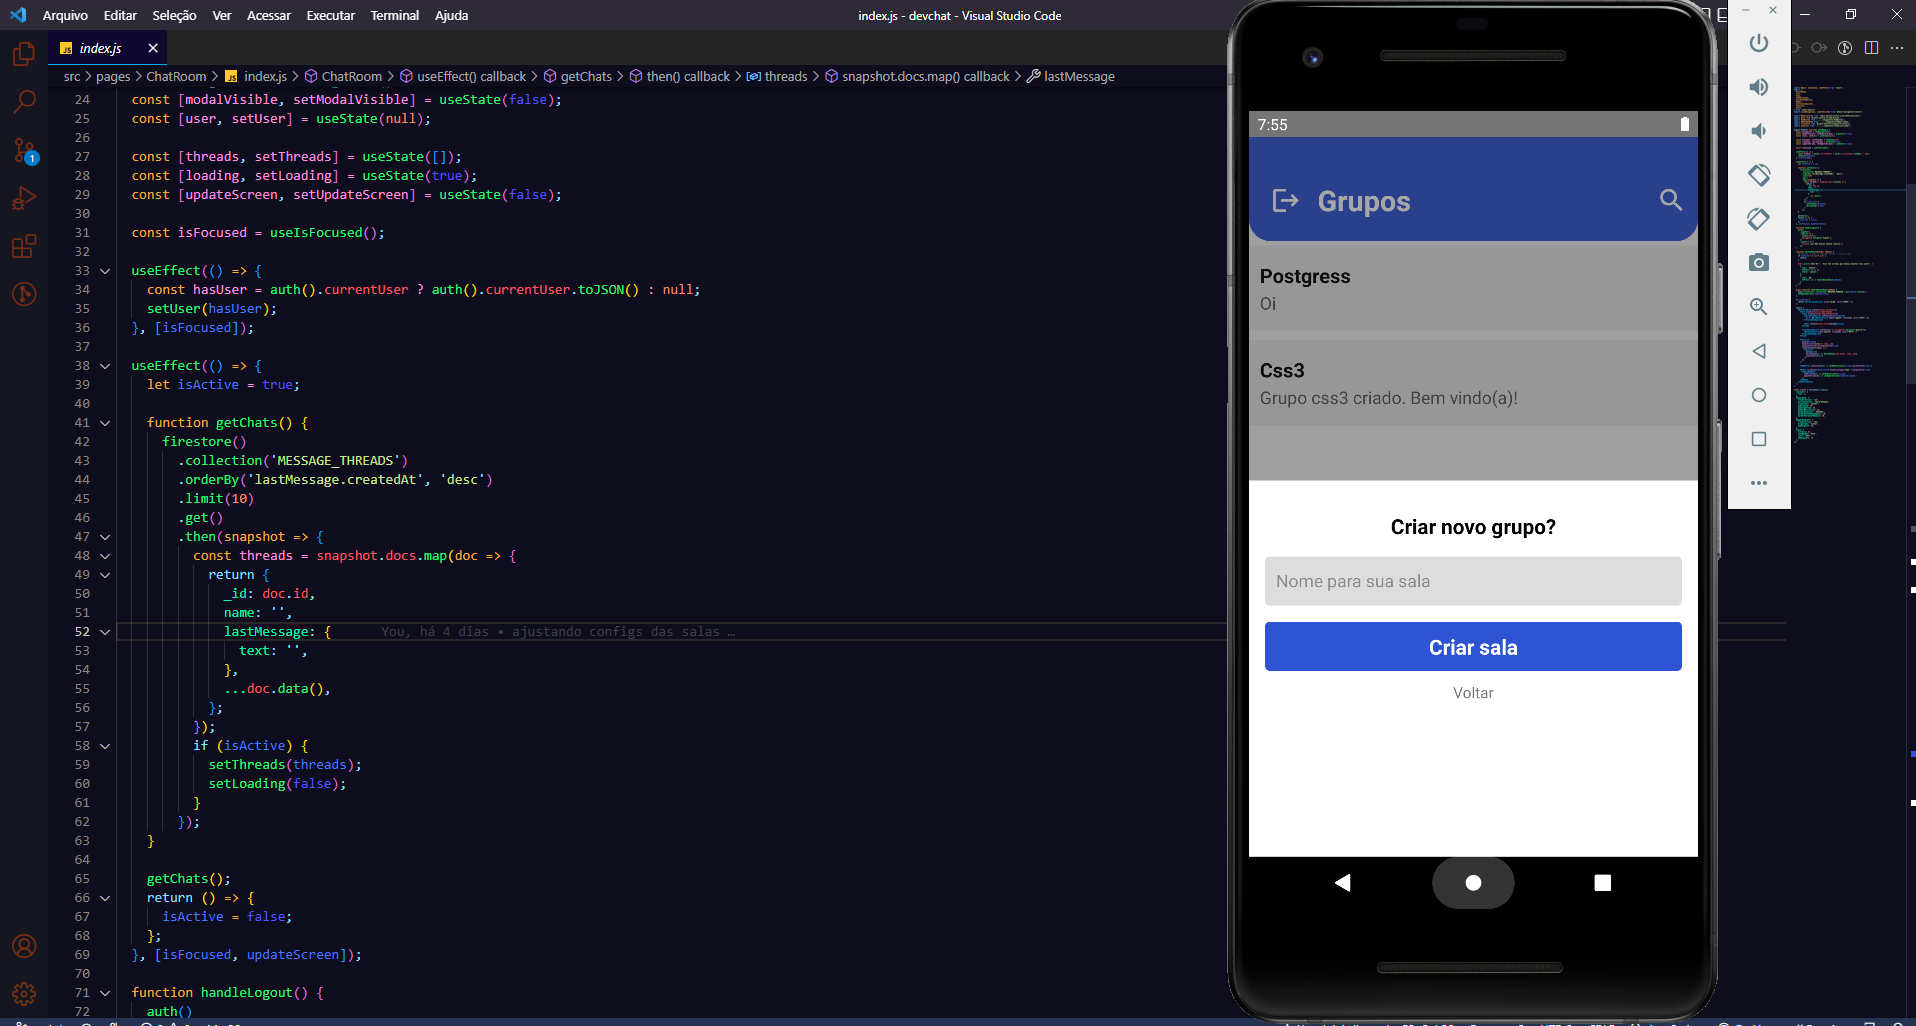 Arquivo Editar Seleção Ver Acessar Executar Terminal Ajuda
index.js - devchat - Visual Studio Code
JS index.js
src > pages > ChatRoom > JS index.js > ChatRoom > useEffect() callback > getChats > then() callback > threads > snapshot.docs.map() callback > lastMessage
24 const [modalVisible, setModalVisible] = useState(false);
25 const [user, setUser] = useState(null);
26
27 const [threads, setThreads] = useState([]);
28 const [loading, setLoading] = useState(true);
29 const [updateScreen, setUpdateScreen] = useState(false);
30
31 const isFocused = useIsFocused();
32
33 useEffect(() => {
34 const hasUser = auth().currentUser ? auth().currentUser.toJSON() : null;
35 setUser(hasUser);
36 }, [isFocused]);
37
38 useEffect(() => {
39 let isActive = true;
40
41 function getChats() {
42 firestore()
43 .collection('MESSAGE_THREADS')
44 .orderBy('lastMessage.createdAt', 'desc')
45 .limit(10)
46 .get()
47 .then(snapshot => {
48 const threads = snapshot.docs.map(doc => {
49 return {
50 _id: doc.id,
51 name: '',
52 lastMessage: { You, há 4 dias • ajustando configs das salas …
53 text: '',
54 },
55 ...doc.data(),
56 };
57 });
58 if (isActive) {
59 setThreads(threads);
60 setLoading(false);
61 }
62 });
63 }
64
65 getChats();
66 return () => {
67 isActive = false;
68 };
69 }, [isFocused, updateScreen]);
70
71 function handleLogout() {
72 auth()
1
7:55
Grupos
Postgress
Oi
Css3
Grupo css3 criado. Bem vindo(a)!
Criar novo grupo?
Nome para sua sala
Criar sala
Voltar